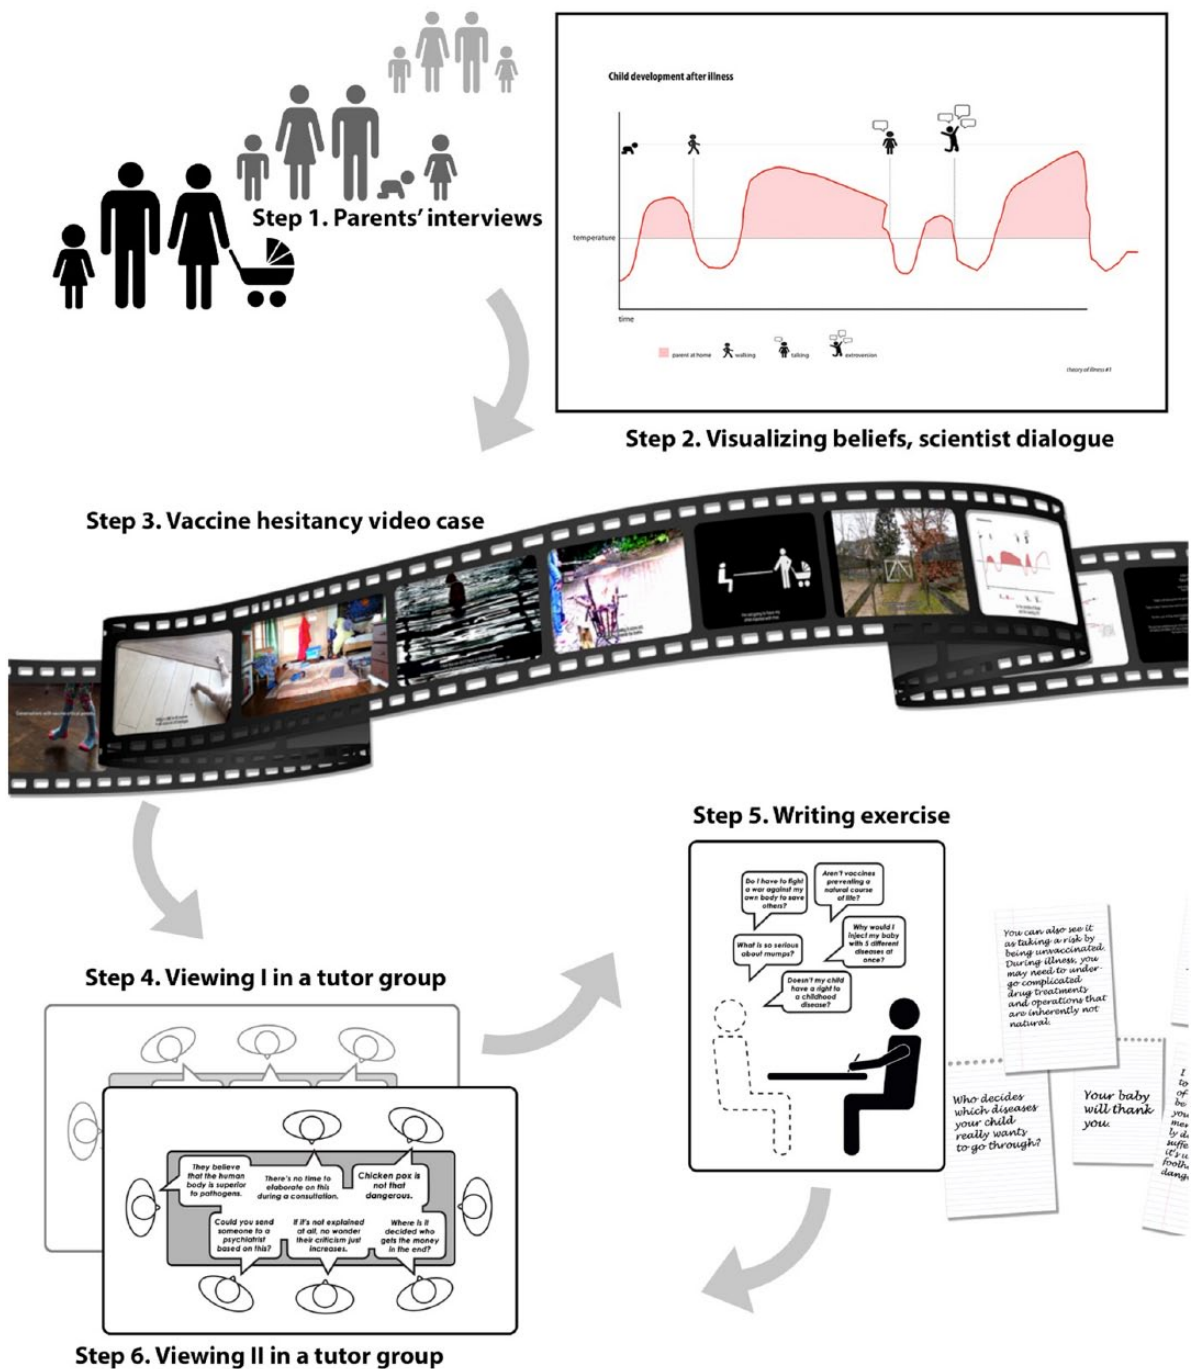 Step 1. Parents' interviews
Child development after illness
temperature
time
parent at home
walking
talking
extroversion
theory of illness #1
Step 2. Visualizing beliefs, scientist dialogue
Step 3. Vaccine hesitancy video case
Step 4. Viewing I in a tutor group
Step 5. Writing exercise
Do I have to fight
a war against my
own body to save
others?
Aren't vaccines
preventing a
natural course
of life?
What is so serious
about mumps?
Why would I
inject my baby
with 5 different
diseases at
once?
Doesn't my child
have a right to
a childhood
disease?
You can also see it
as taking a risk by
being unvaccinated.
During illness, you
may need to under-
go complicated
drug treatments
and operations that
are inherently not
natural.
Who decides
which diseases
your child
really wants
to go through?
Your baby
will thank
you.
I
to
of
be
you
mer
ly d
suffe
it's u
foolh
dang
They believe
that the human
body is superior
to pathogens.
There's no time to
elaborate on this
during a consultation.
Chicken pox is
not that
dangerous.
Could you send
someone to a
psychiatrist
based on this?
If it's not explained
at all, no wonder
their criticism just
increases.
Where is it
decided who
gets the money
in the end?
Step 6. Viewing II in a tutor group